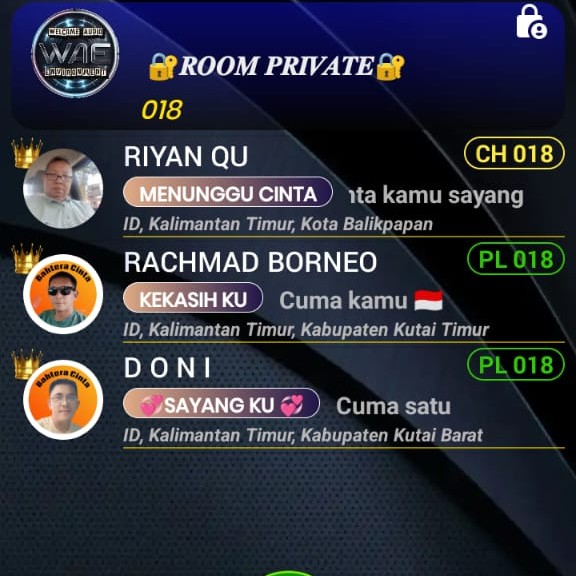 WELCOME AUDIO
WAE
ENVIRONMENT
🔐ROOM PRIVATE🔐
018
RIYAN QU
CH 018
MENUNGGU CINTA
kamu sayang
ID, Kalimantan Timur, Kota Balikpapan
Bahtera Cinta
RACHMAD BORNEO
PL 018
KEKASIH KU
Cuma kamu 🇮🇩
ID, Kalimantan Timur, Kabupaten Kutai Timur
Bahtera Cinta
D O N I
PL 018
💞SAYANG KU 💞
Cuma satu
ID, Kalimantan Timur, Kabupaten Kutai Barat